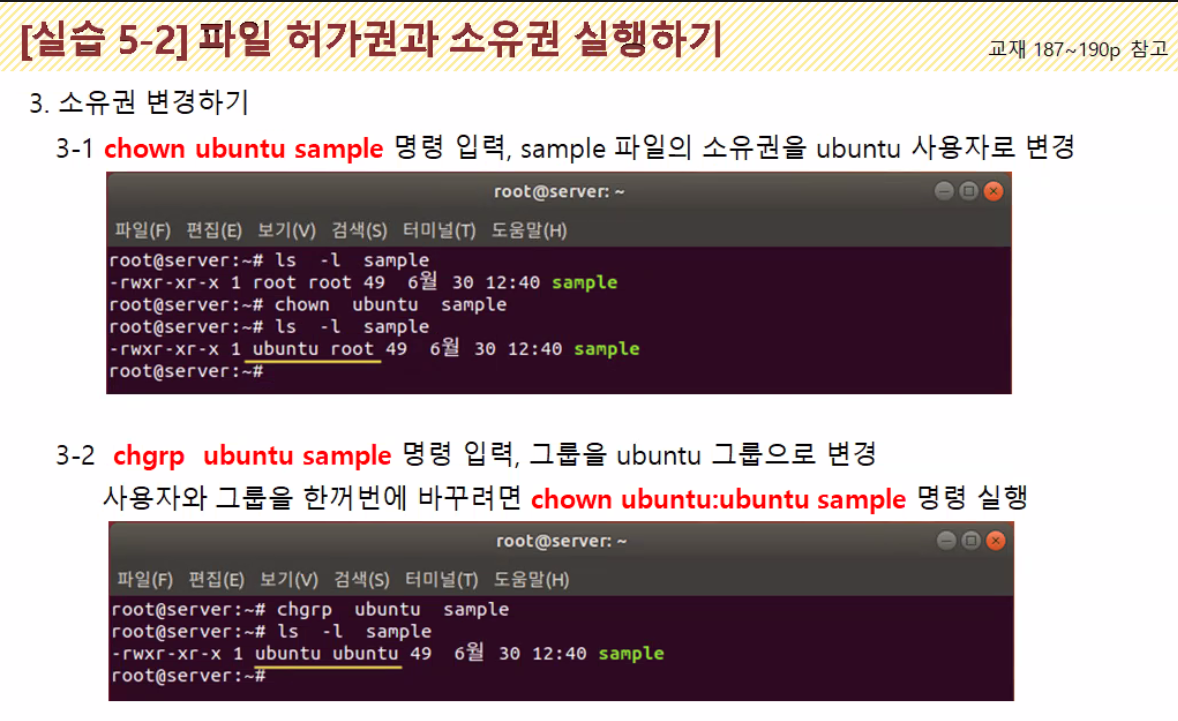 [실습 5-2] 파일 허가권과 소유권 실행하기
교재 187~190p 참고
3. 소유권 변경하기
3-1 chown ubuntu sample 명령 입력, sample 파일의 소유권을 ubuntu 사용자로 변경
root@server: ~
파일(F) 편집(E) 보기(V) 검색(S) 터미널(T) 도움말(H)
root@server:~# ls -l sample
-rwxr-xr-x 1 root root 49 6월 30 12:40 sample
root@server:~# chown ubuntu sample
root@server:~# ls -l sample
-rwxr-xr-x 1 ubuntu root 49 6월 30 12:40 sample
root@server:~#
3-2 chgrp ubuntu sample 명령 입력, 그룹을 ubuntu 그룹으로 변경
사용자와 그룹을 한꺼번에 바꾸려면 chown ubuntu:ubuntu sample 명령 실행
root@server: ~
파일(F) 편집(E) 보기(V) 검색(S) 터미널(T) 도움말(H)
root@server:~# chgrp ubuntu sample
root@server:~# ls -l sample
-rwxr-xr-x 1 ubuntu ubuntu 49 6월 30 12:40 sample
root@server:~#